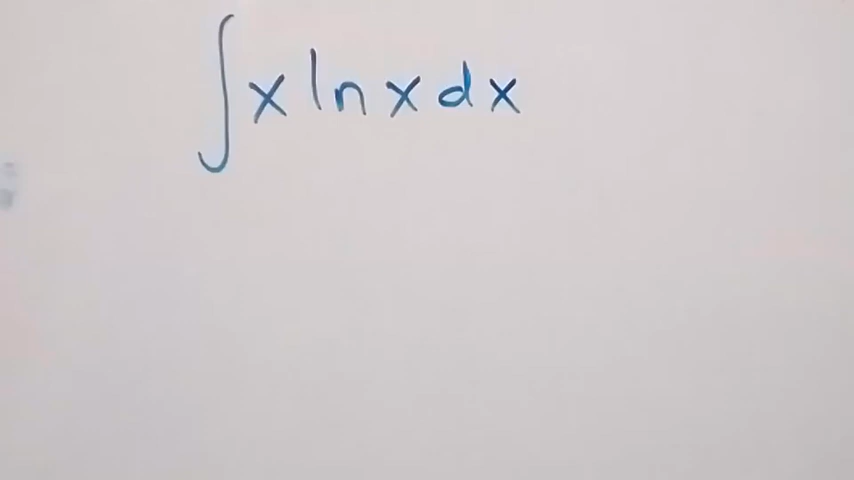 ∫ x ln x dx